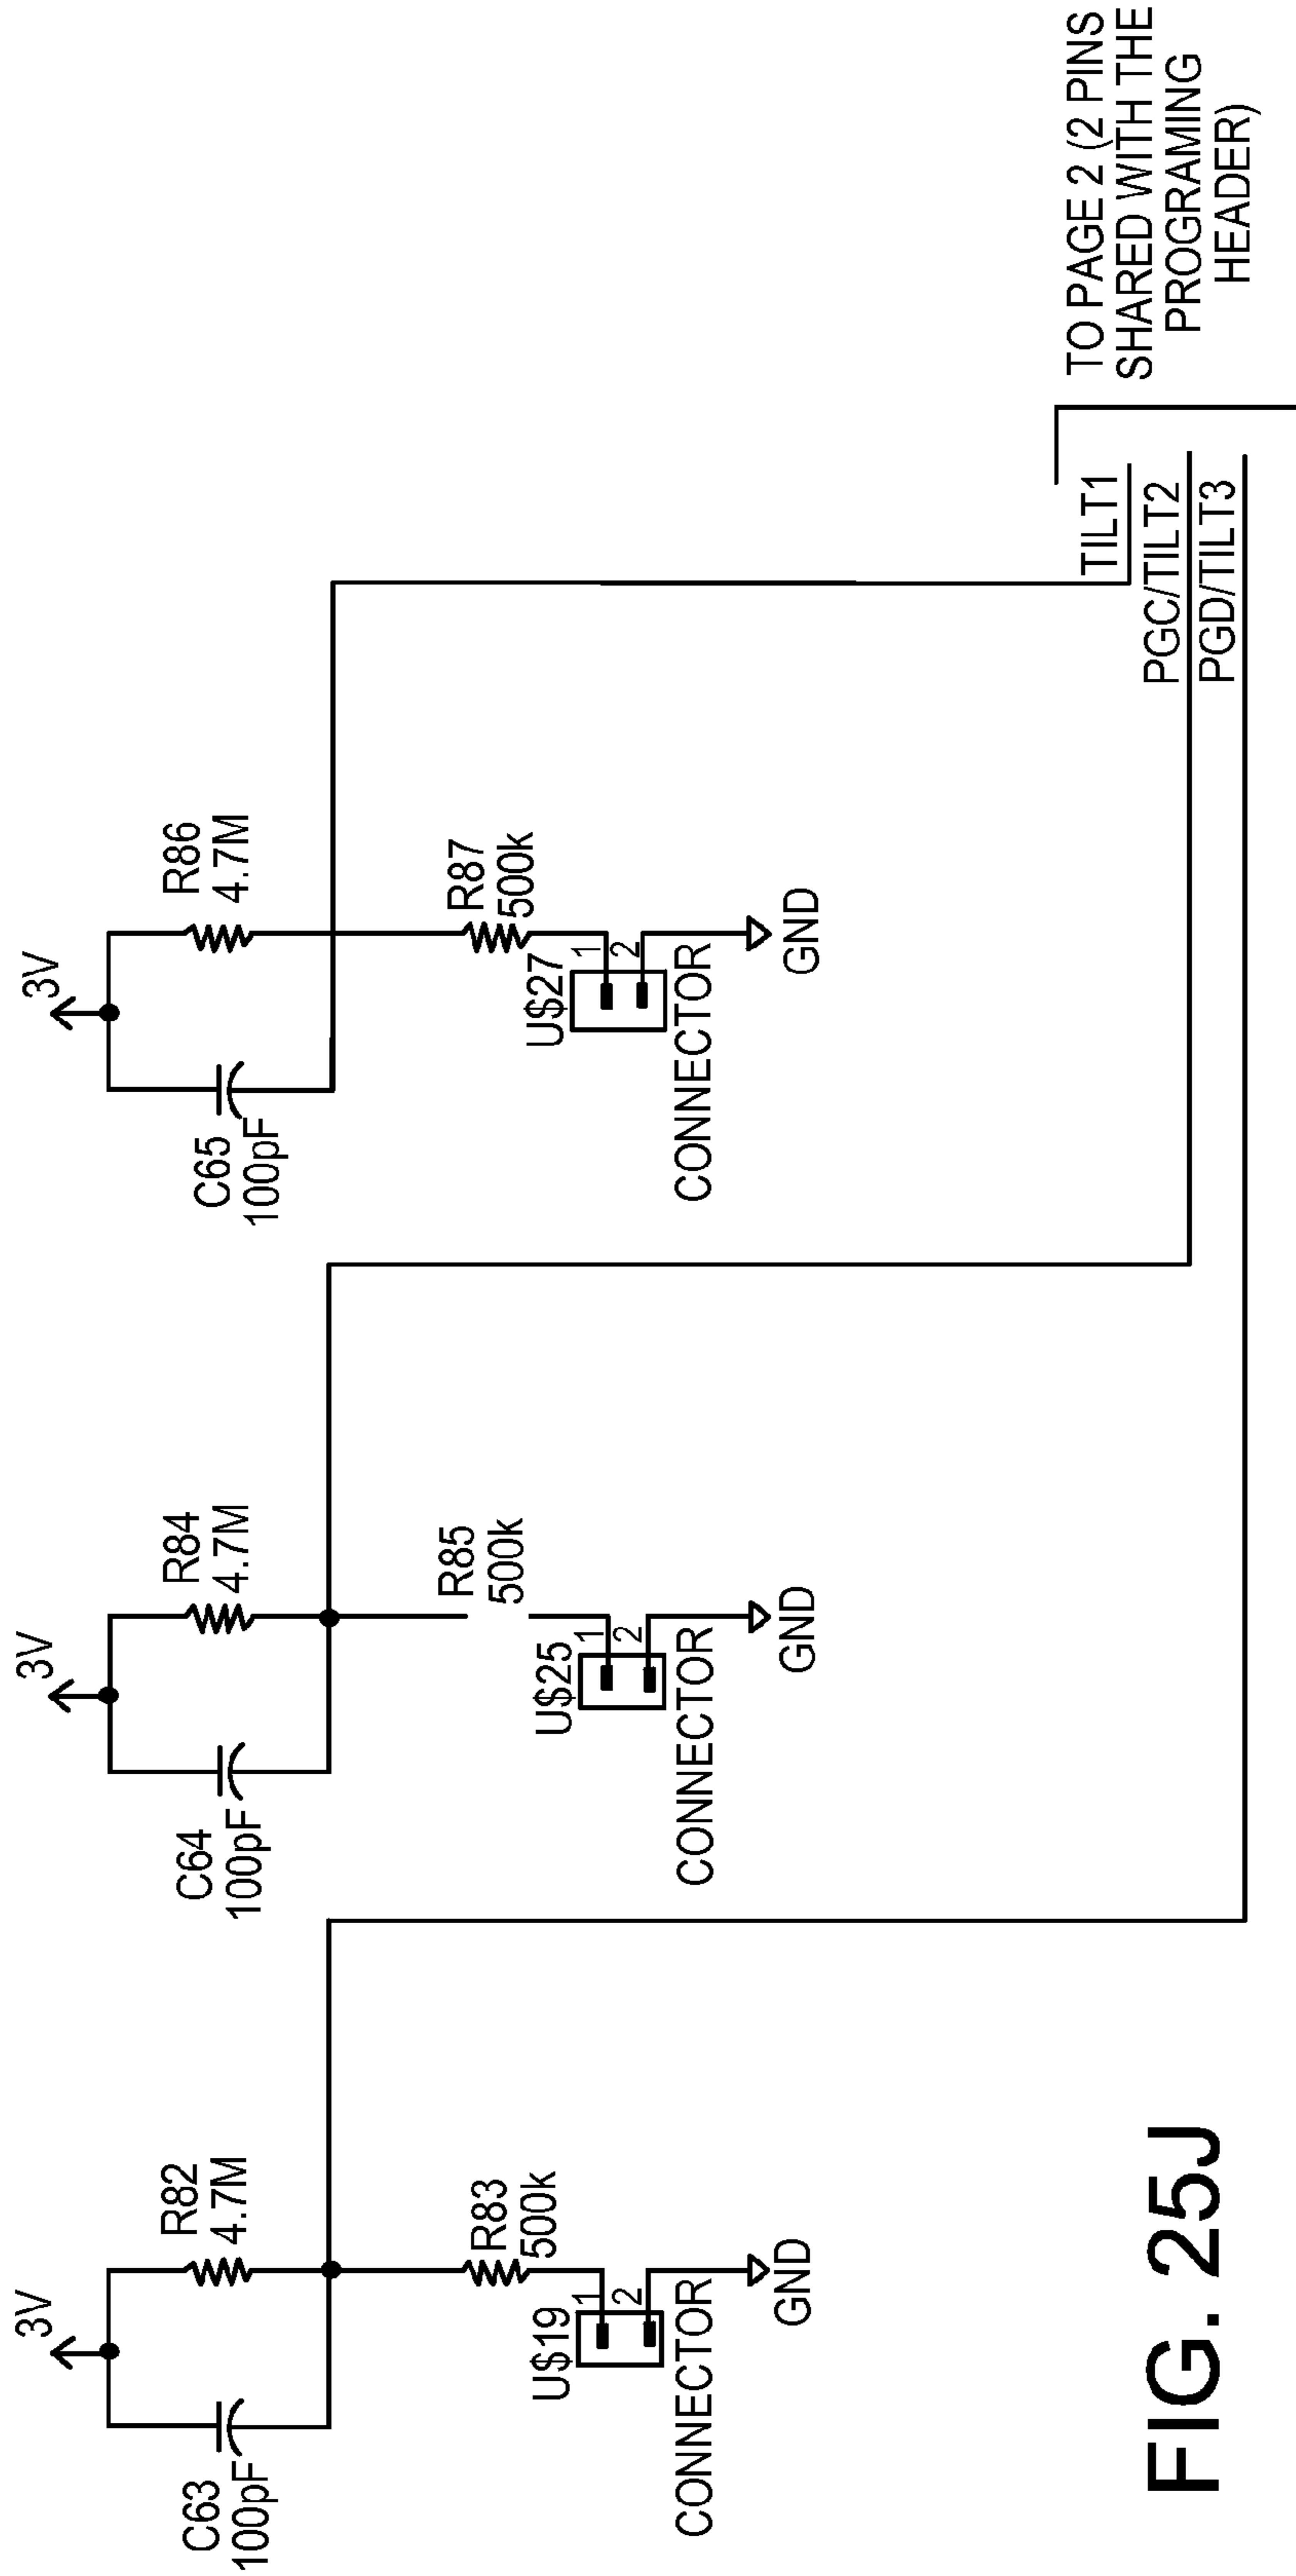 3V
C63
100pF
R82
4.7M
R83
500k
U$19
1
2
CONNECTOR
GND
3V
C64
100pF
R84
4.7M
R85
500k
U$25
1
2
CONNECTOR
GND
3V
C65
100pF
R86
4.7M
R87
500k
U$27
1
2
CONNECTOR
GND
TILT1
PGC/TILT2
PGD/TILT3
TO PAGE 2 (2 PINS
SHARED WITH THE
PROGRAMING
HEADER)
FIG. 25J